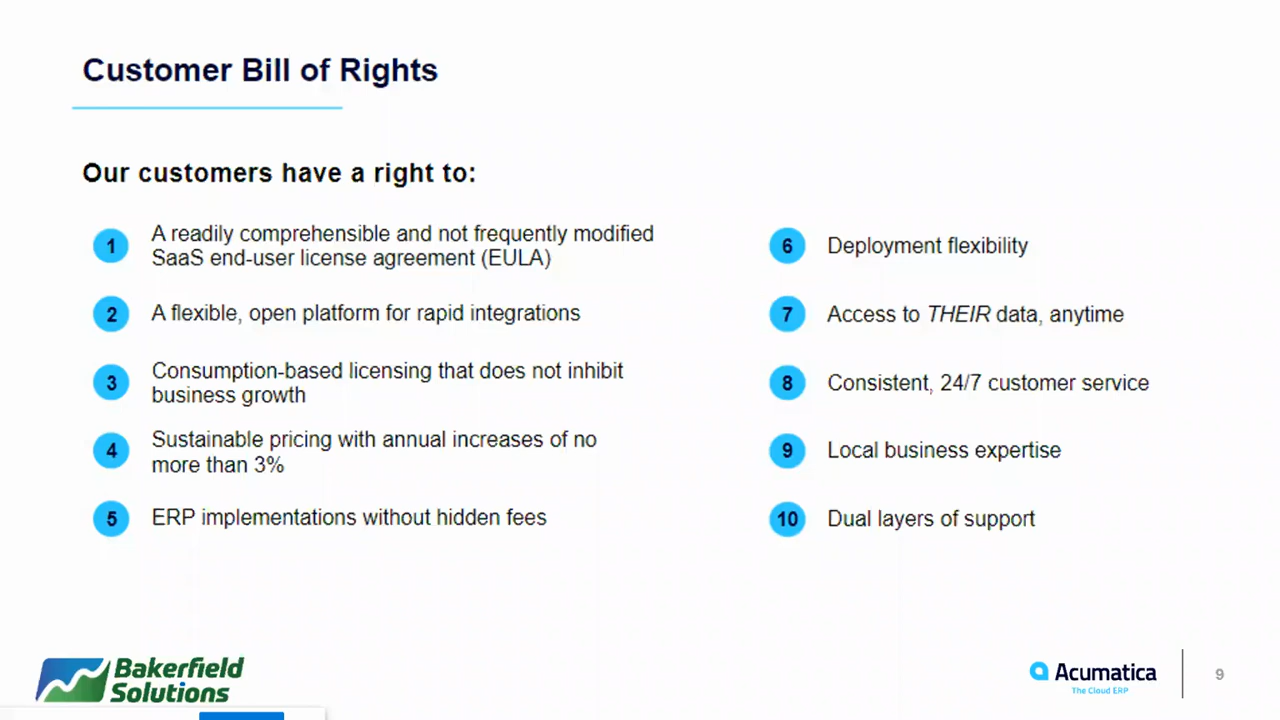 Customer Bill of Rights
Our customers have a right to:
1
A readily comprehensible and not frequently modified
SaaS end-user license agreement (EULA)
2
A flexible, open platform for rapid integrations
3
Consumption-based licensing that does not inhibit
business growth
4
Sustainable pricing with annual increases of no
more than 3%
5
ERP implementations without hidden fees
6
Deployment flexibility
7
Access to THEIR data, anytime
8
Consistent, 24/7 customer service
9
Local business expertise
10
Dual layers of support
Bakerfield
Solutions
Acumatica
The Cloud ERP
9